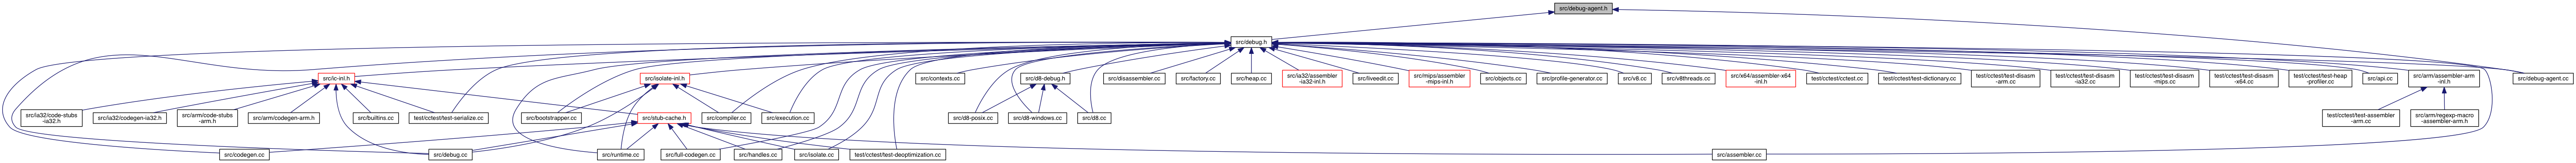 src/debug-agent.h
src/debug.h
src/ic-inl.h
src/isolate-inl.h
src/contexts.cc
src/d8-debug.h
src/disassembler.cc
src/factory.cc
src/heap.cc
src/ia32/assembler
-ia32-inl.h
src/liveedit.cc
src/mips/assembler
-mips-inl.h
src/objects.cc
src/profile-generator.cc
src/v8.cc
src/v8threads.cc
src/x64/assembler-x64
-inl.h
test/cctest/cctest.cc
test/cctest/test-dictionary.cc
test/cctest/test-disasm
-arm.cc
test/cctest/test-disasm
-ia32.cc
test/cctest/test-disasm
-mips.cc
test/cctest/test-disasm
-x64.cc
test/cctest/test-heap
-profiler.cc
src/api.cc
src/arm/assembler-arm
-inl.h
src/debug-agent.cc
src/ia32/code-stubs
-ia32.h
src/ia32/codegen-ia32.h
src/arm/code-stubs
-arm.h
src/arm/codegen-arm.h
src/builtins.cc
test/cctest/test-serialize.cc
src/bootstrapper.cc
src/stub-cache.h
src/compiler.cc
src/execution.cc
src/d8-posix.cc
src/d8-windows.cc
src/d8.cc
test/cctest/test-assembler
-arm.cc
src/arm/regexp-macro
-assembler-arm.h
src/codegen.cc
src/debug.cc
src/runtime.cc
src/full-codegen.cc
src/handles.cc
src/isolate.cc
test/cctest/test-deoptimization.cc
src/assembler.cc